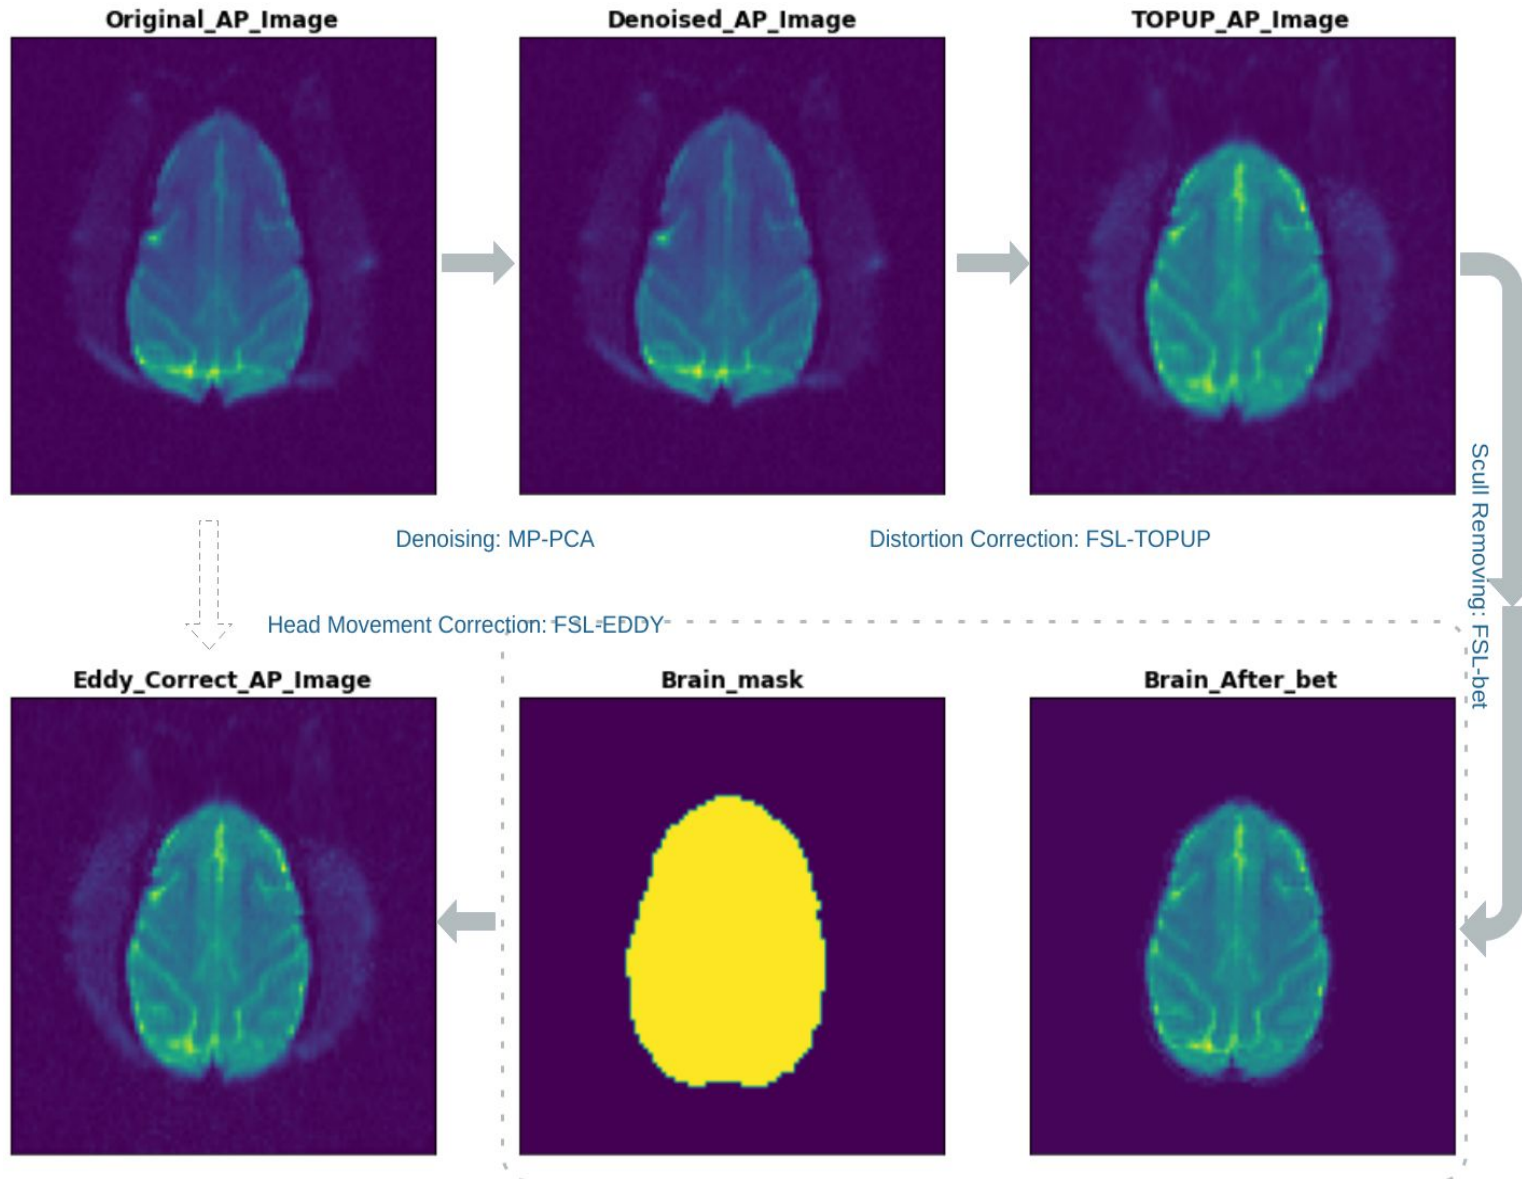 Original_AP_Image
Denoised_AP_Image
TOPUP_AP_Image
Denoising: MP-PCA
Distortion Correction: FSL-TOPUP
Scull Removing: FSL-bet
Head Movement Correction: FSL-EDDY
Eddy_Correct_AP_Image
Brain_mask
Brain_After_bet